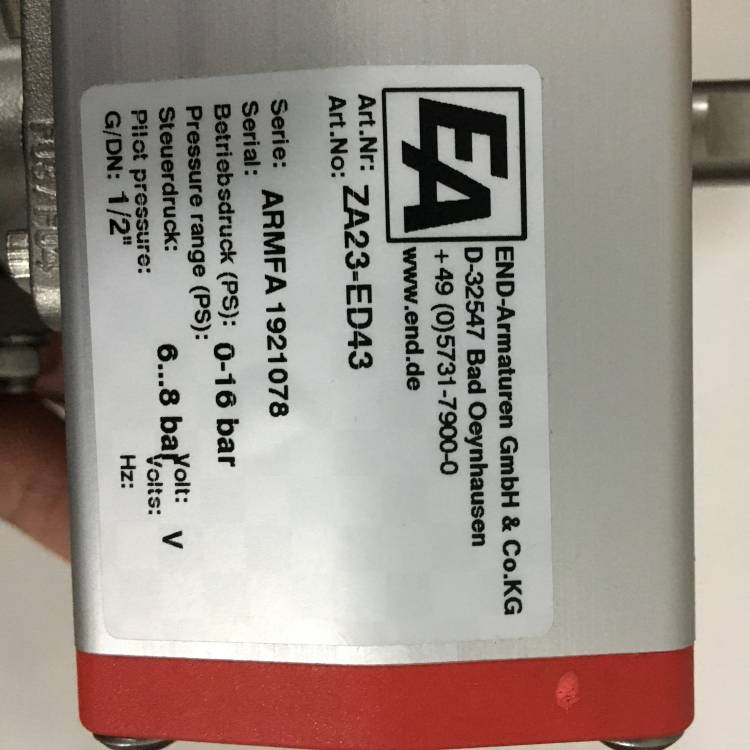 EA
END-Armaturen GmbH & Co.KG
D-32547 Bad Oeynhausen
+49 (0)5731-7900-0
www.end.de
Art.Nr:
Art.No: ZA23-ED43
Serie:
Serial: ARMFA 1921078
Betriebsdruck (PS):
Pressure range (PS): 0-16 bar
Steuerdruck:
Pilot pressure: 6...8 bar
Volt:
Volts: V
G/DN: 1/2"
Hz: